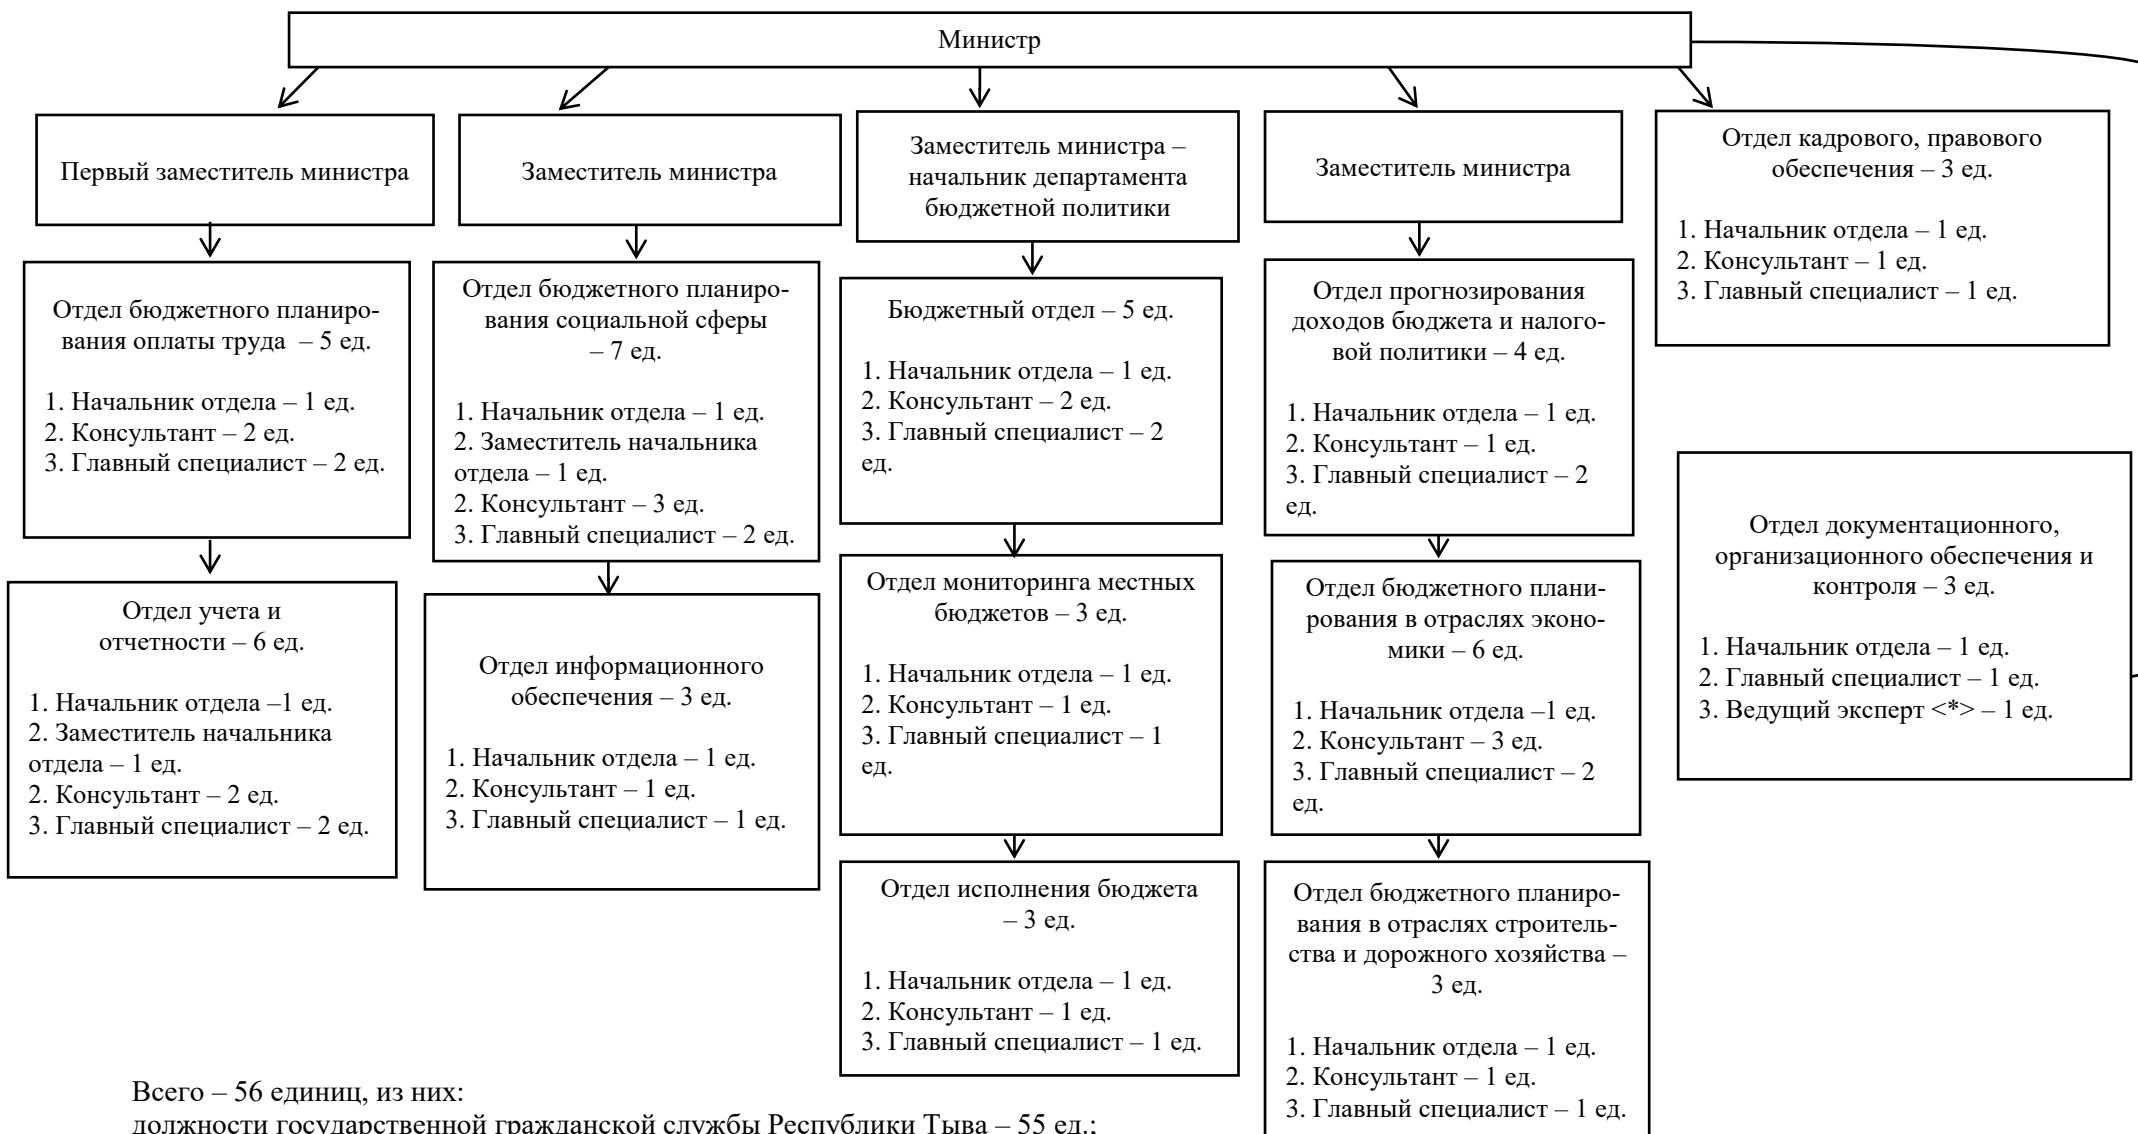 Министр
Первый заместитель министра
Заместитель министра
Заместитель министра –
начальник департамента
бюджетной политики
Заместитель министра
Отдел кадрового, правового
обеспечения – 3 ед.
1. Начальник отдела – 1 ед.
2. Консультант – 1 ед.
3. Главный специалист – 1 ед.
Отдел бюджетного планиро-
вания оплаты труда – 5 ед.
1. Начальник отдела – 1 ед.
2. Консультант – 2 ед.
3. Главный специалист – 2 ед.
Отдел бюджетного планиро-
вания социальной сферы
– 7 ед.
1. Начальник отдела – 1 ед.
2. Заместитель начальника
отдела – 1 ед.
2. Консультант – 3 ед.
3. Главный специалист – 2 ед.
Бюджетный отдел – 5 ед.
1. Начальник отдела – 1 ед.
2. Консультант – 2 ед.
3. Главный специалист – 2
ед.
Отдел прогнозирования
доходов бюджета и налого-
вой политики – 4 ед.
1. Начальник отдела – 1 ед.
2. Консультант – 1 ед.
3. Главный специалист – 2
ед.
Отдел документационного,
организационного обеспечения и
контроля – 3 ед.
1. Начальник отдела – 1 ед.
2. Главный специалист – 1 ед.
3. Ведущий эксперт <*> – 1 ед.
Отдел учета и
отчетности – 6 ед.
1. Начальник отдела –1 ед.
2. Заместитель начальника
отдела – 1 ед.
2. Консультант – 2 ед.
3. Главный специалист – 2 ед.
Отдел информационного
обеспечения – 3 ед.
1. Начальник отдела – 1 ед.
2. Консультант – 1 ед.
3. Главный специалист – 1 ед.
Отдел мониторинга местных
бюджетов – 3 ед.
1. Начальник отдела – 1 ед.
2. Консультант – 1 ед.
3. Главный специалист – 1
ед.
Отдел бюджетного плани-
рования в отраслях эконо-
мики – 6 ед.
1. Начальник отдела –1 ед.
2. Консультант – 3 ед.
3. Главный специалист – 2
ед.
Отдел исполнения бюджета
– 3 ед.
1. Начальник отдела – 1 ед.
2. Консультант – 1 ед.
3. Главный специалист – 1 ед.
Отдел бюджетного планиро-
вания в отраслях строитель-
ства и дорожного хозяйства –
3 ед.
1. Начальник отдела – 1 ед.
2. Консультант – 1 ед.
3. Главный специалист – 1 ед.
Всего – 56 единиц, из них:
должности государственной гражданской службы Республики Тыва – 55 ед.;